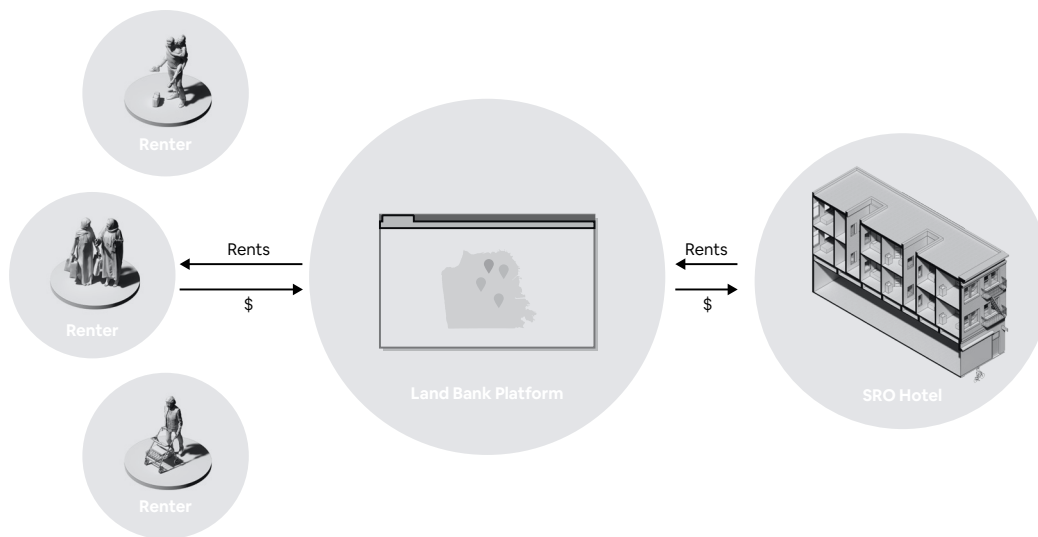 Renter
Renter
Renter
Rents
$
Land Bank Platform
Rents
$
SRO Hotel